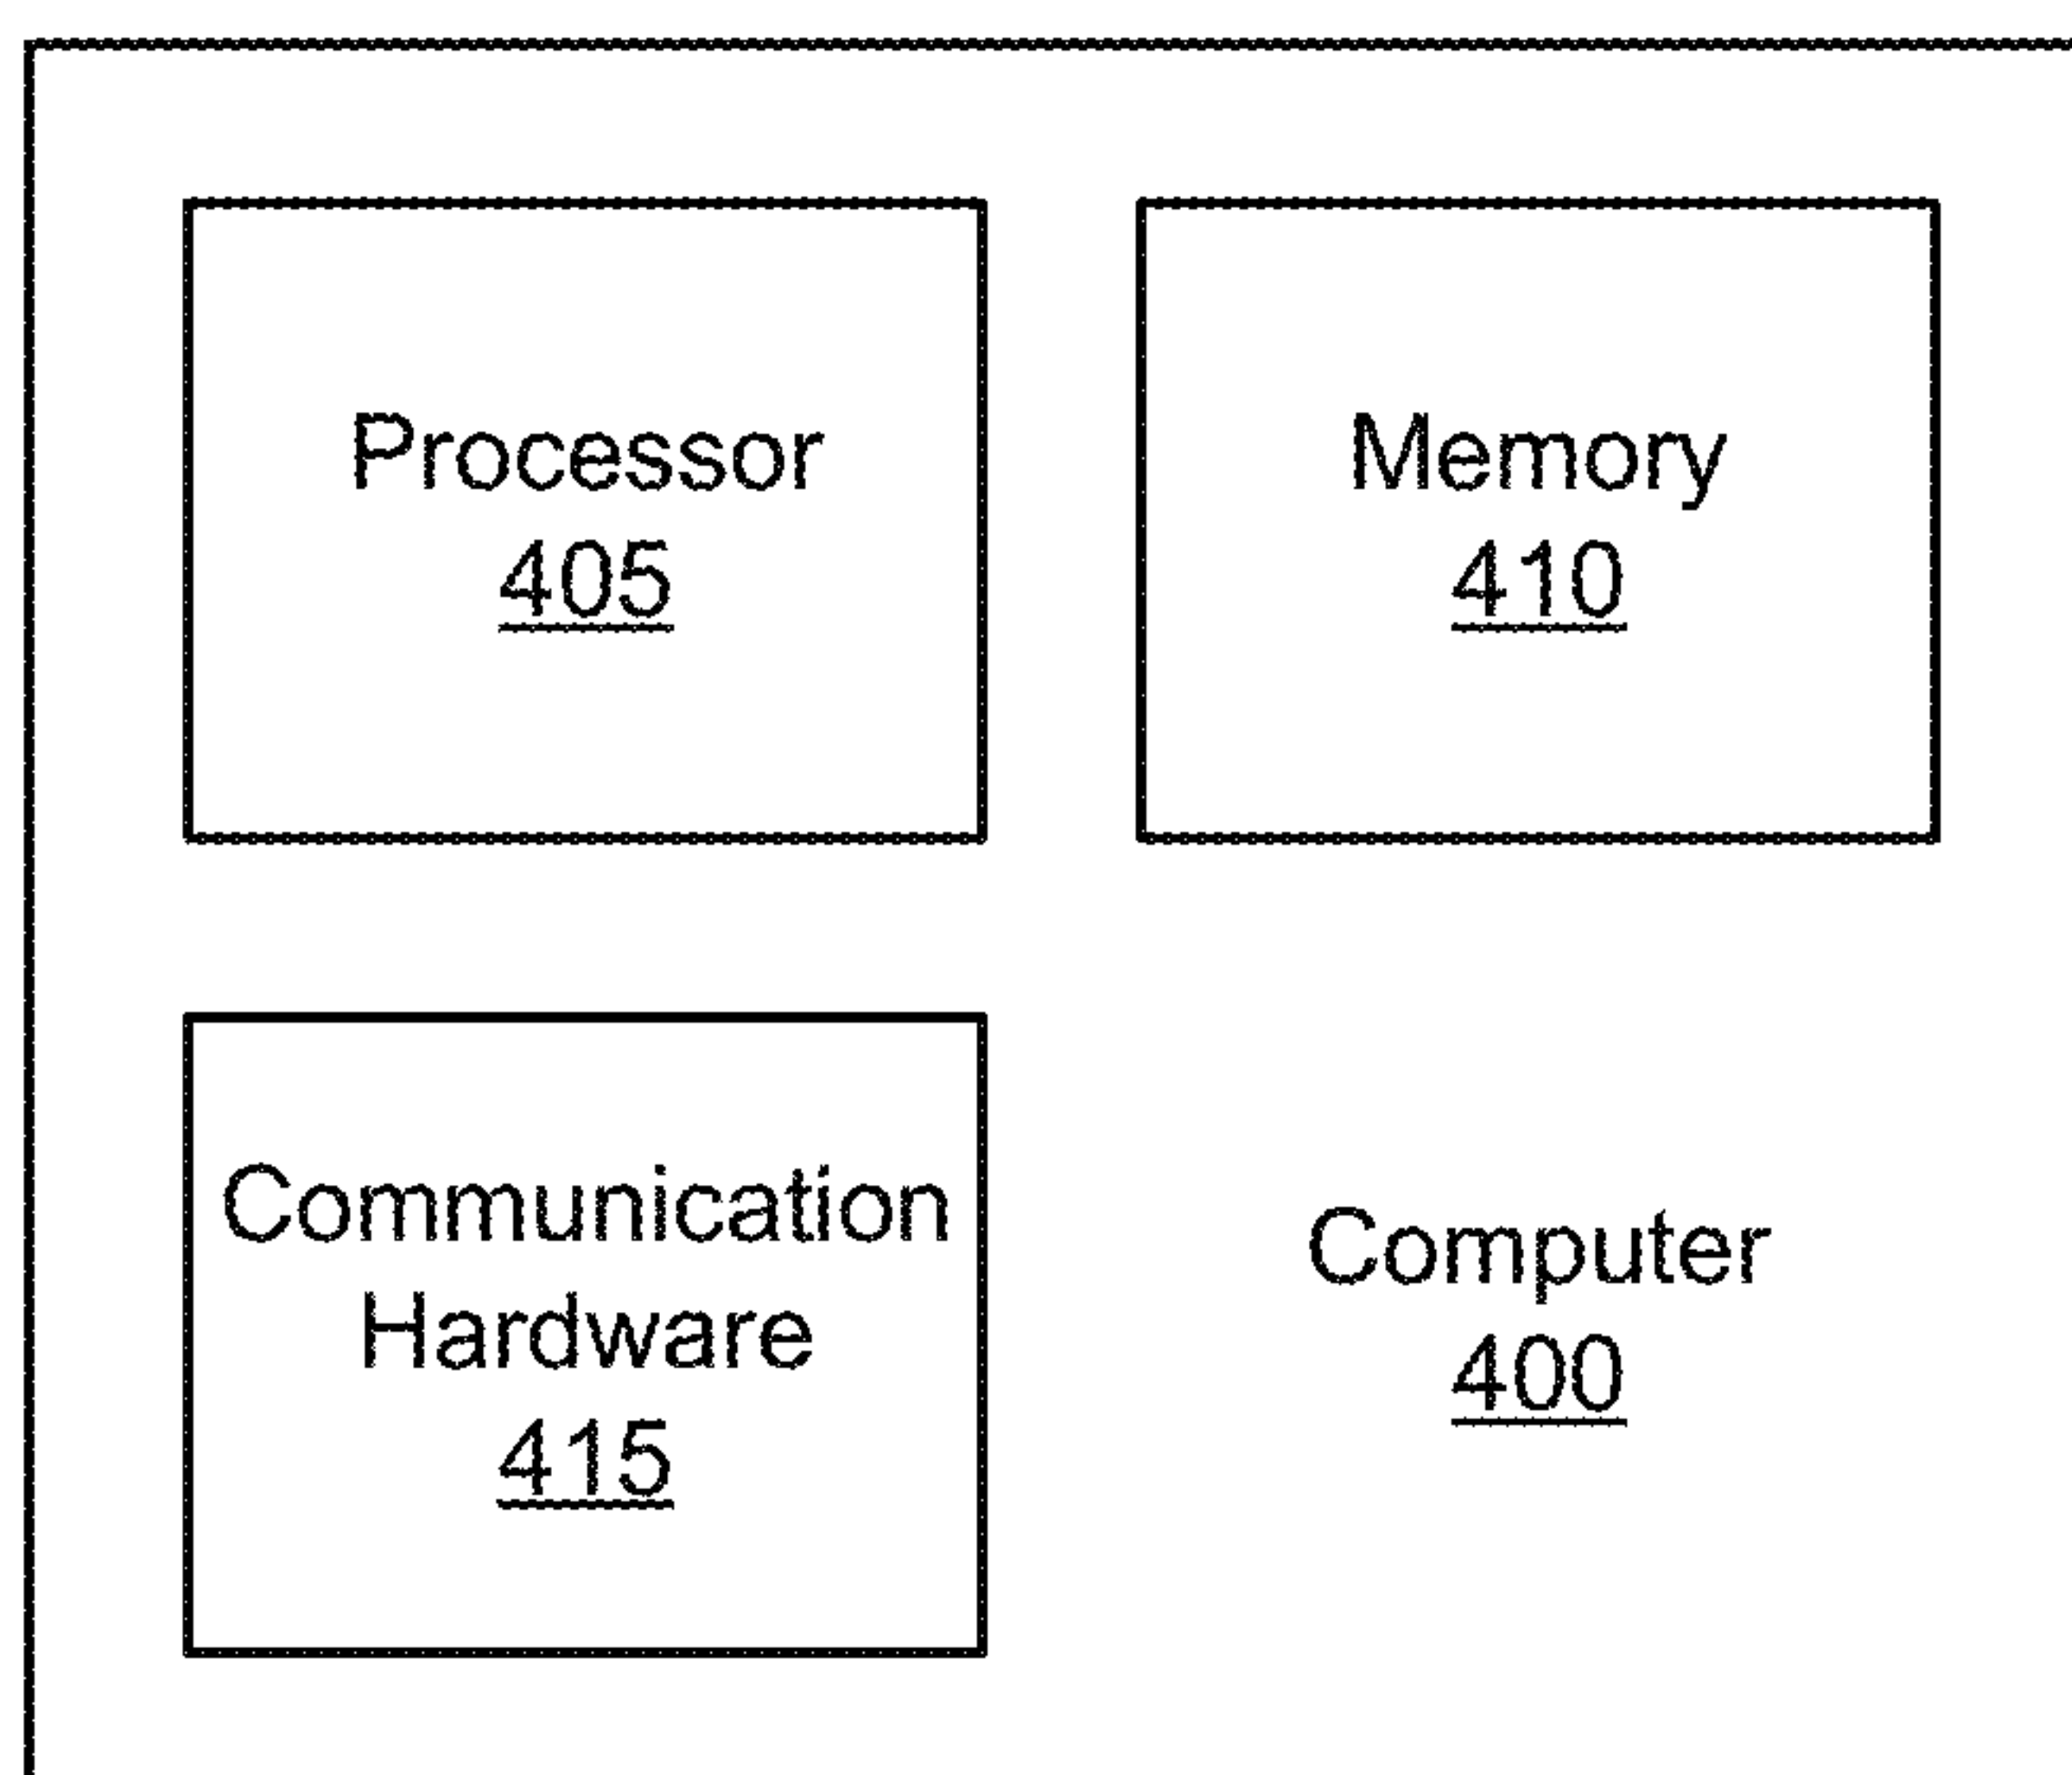 Processor
405
Memory
410
Communication
Hardware
415
Computer
400